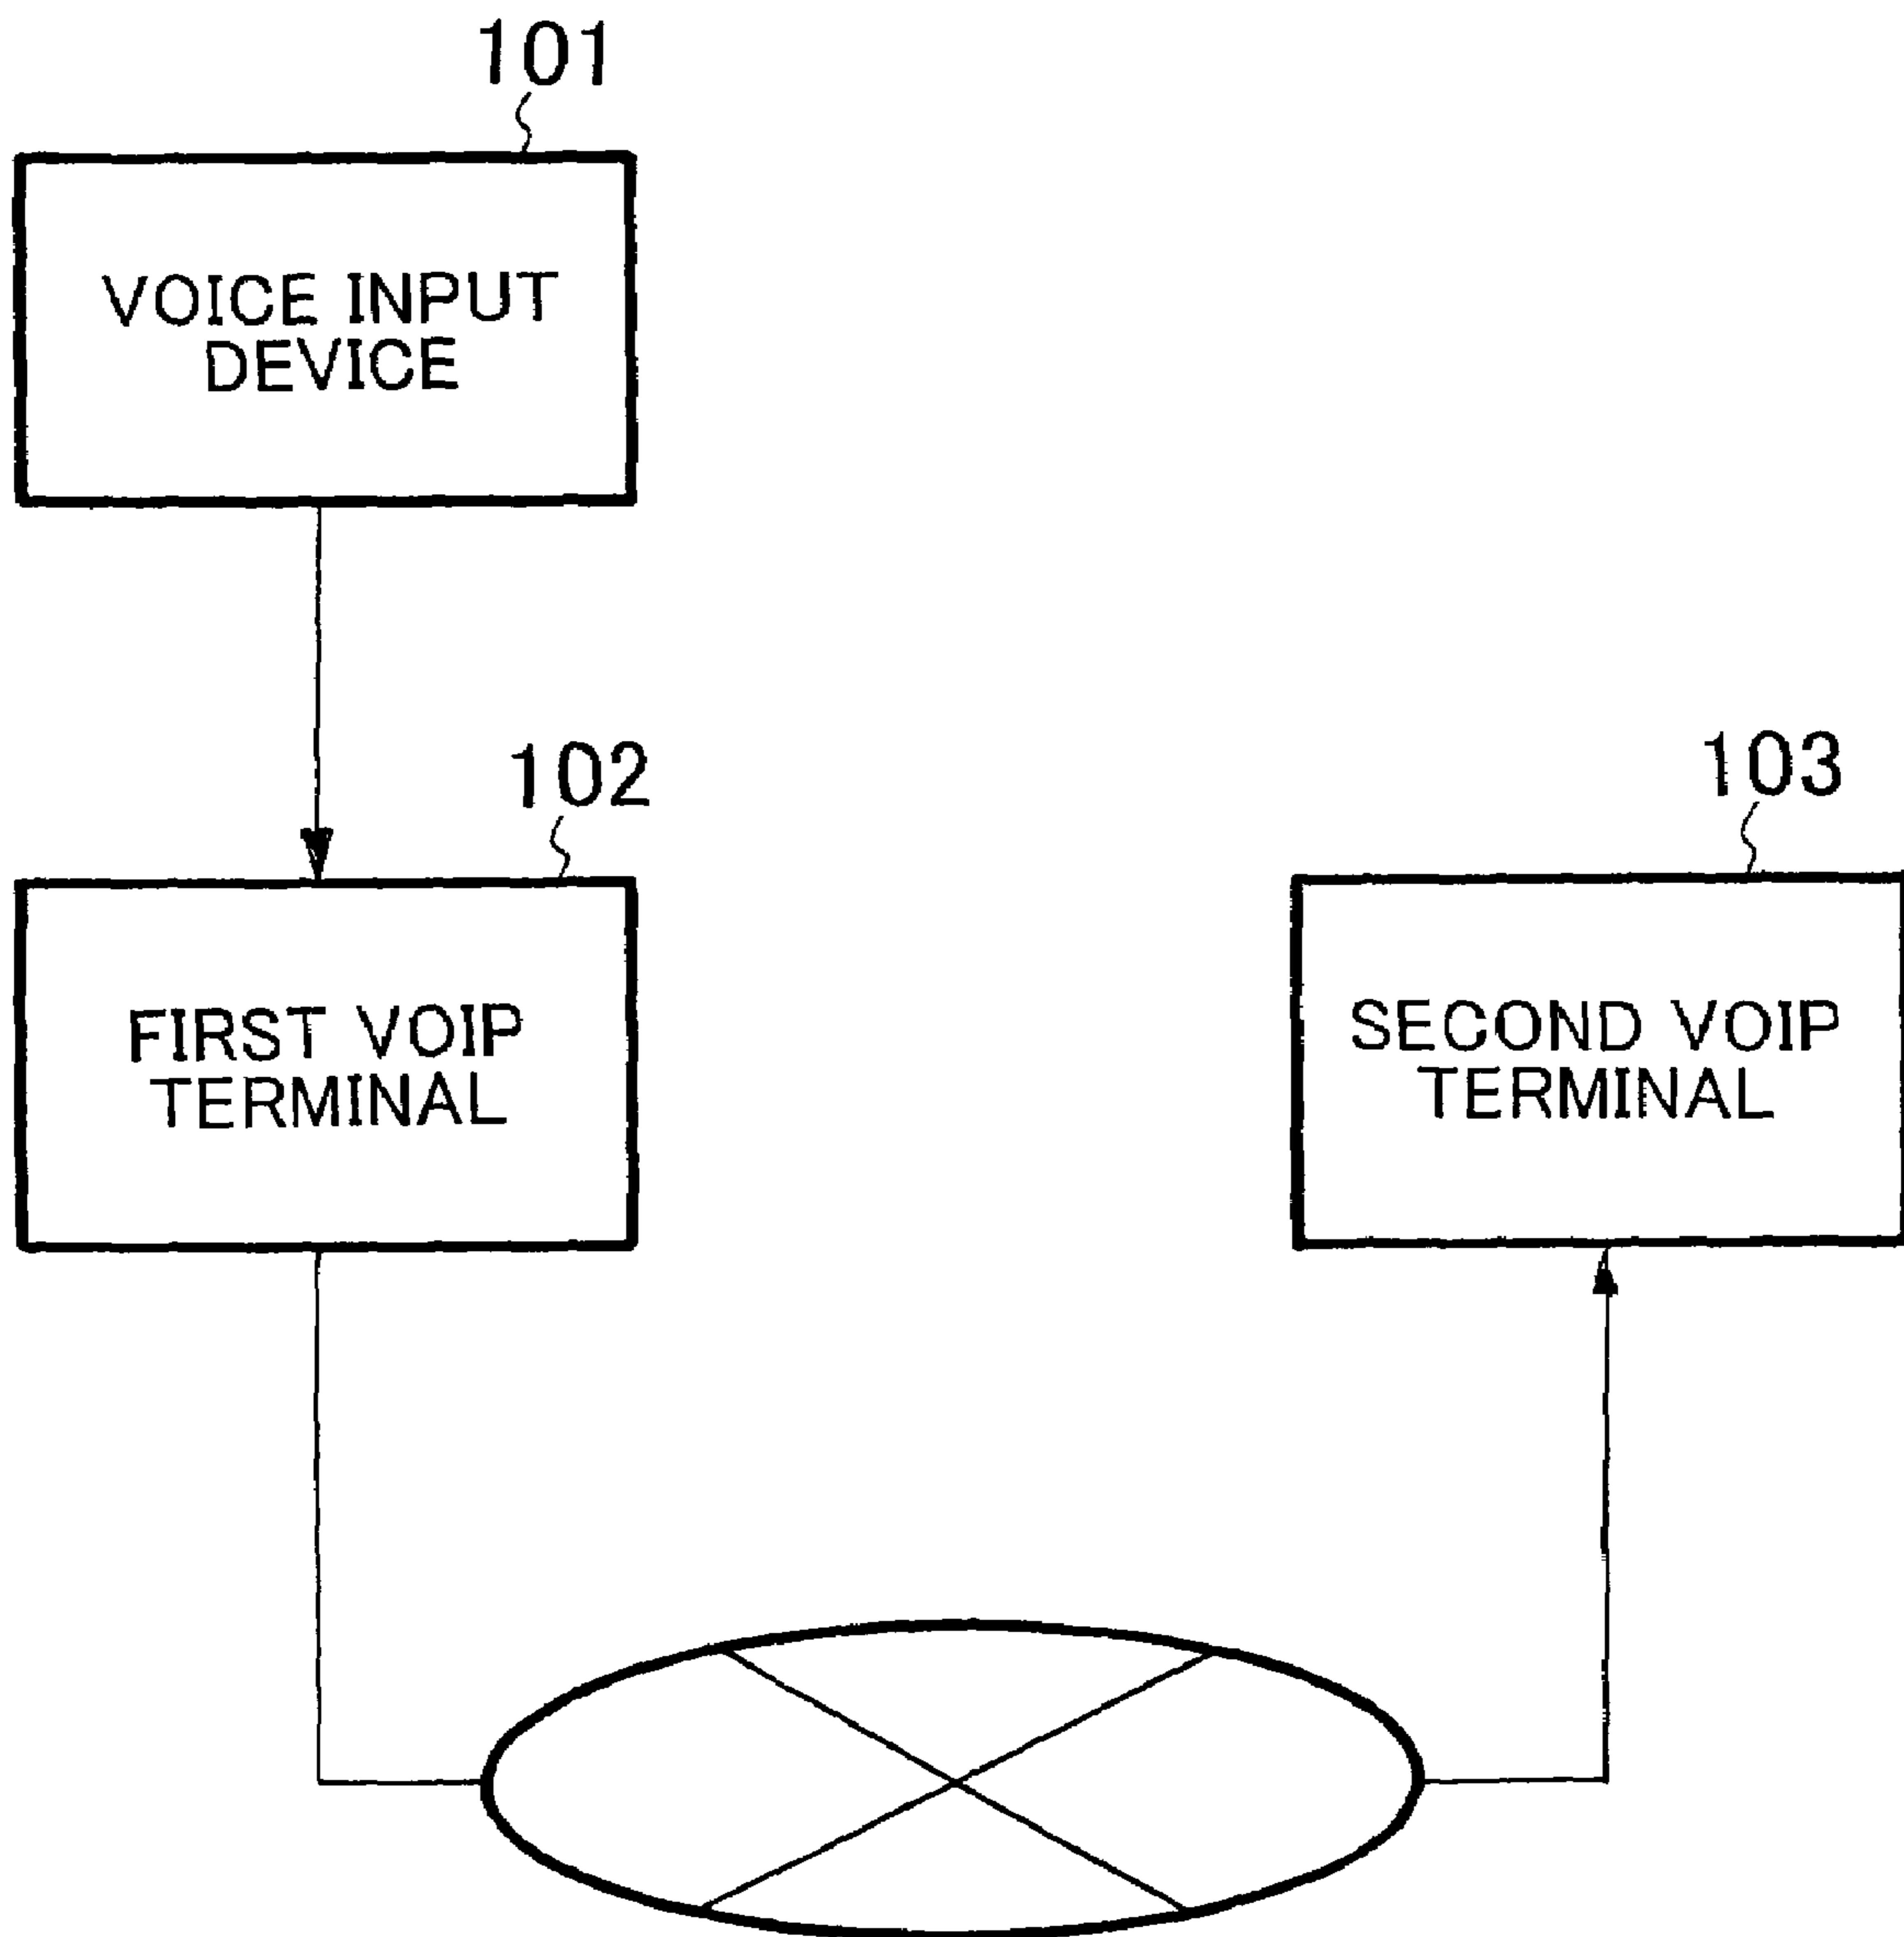 101
VOICE INPUT
DEVICE
102
FIRST VOIP
TERMINAL
103
SECOND VOIP
TERMINAL